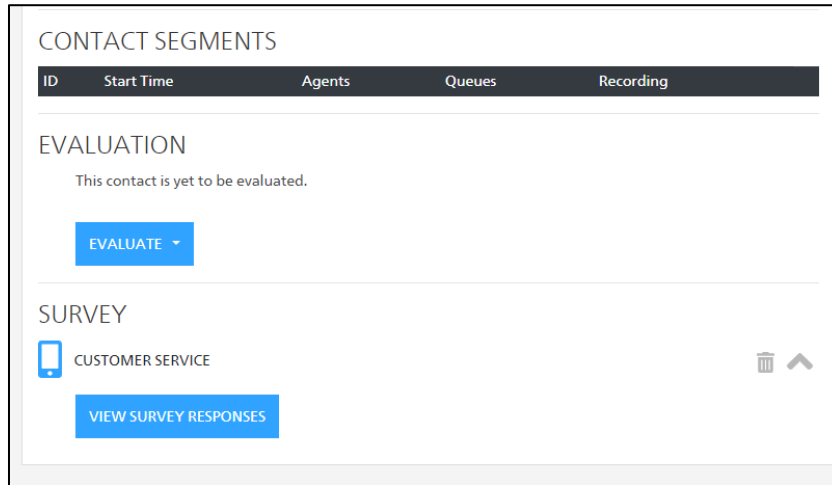 CONTACT SEGMENTS
ID Start Time Agents Queues Recording
EVALUATION
This contact is yet to be evaluated.
EVALUATE
SURVEY
CUSTOMER SERVICE
VIEW SURVEY RESPONSES